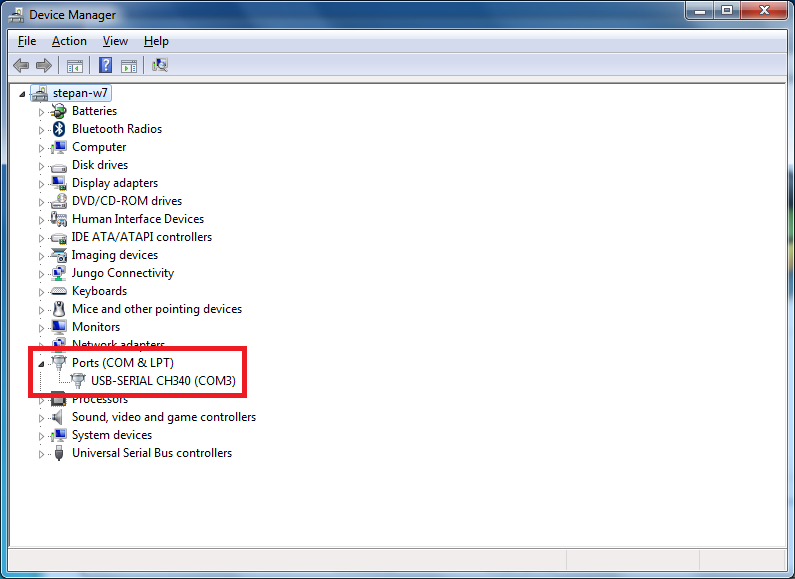 Device Manager
File Action View Help
stepan-w7
Batteries
Bluetooth Radios
Computer
Disk drives
Display adapters
DVD/CD-ROM drives
Human Interface Devices
IDE ATA/ATAPI controllers
Imaging devices
Jungo Connectivity
Keyboards
Mice and other pointing devices
Monitors
Network adapters
Ports (COM & LPT)
USB-SERIAL CH340 (COM3)
Processors
Sound, video and game controllers
System devices
Universal Serial Bus controllers